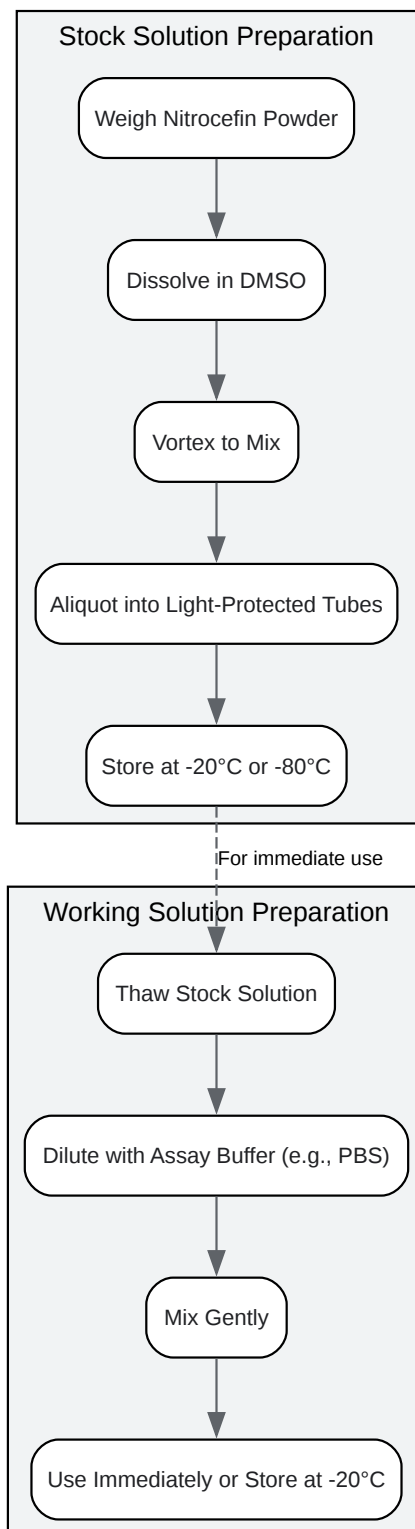 Stock Solution Preparation
Weigh Nitrocefin Powder
Dissolve in DMSO
Vortex to Mix
Aliquot into Light-Protected Tubes
Store at -20°C or -80°C
For immediate use
Working Solution Preparation
Thaw Stock Solution
Dilute with Assay Buffer (e.g., PBS)
Mix Gently
Use Immediately or Store at -20°C